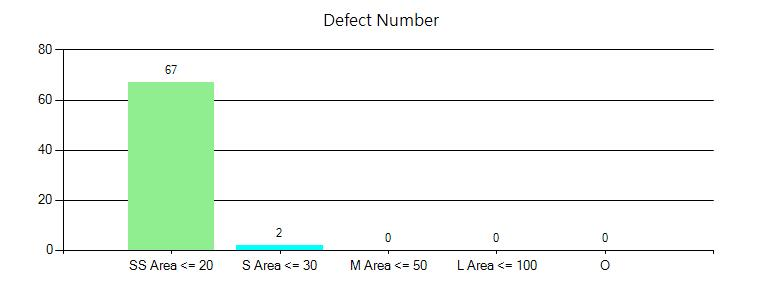 Defect Number
80
67
60
40
20
2
0
0
0
0
SS Area <= 20
S Area <= 30
M Area <= 50
L Area <= 100
O